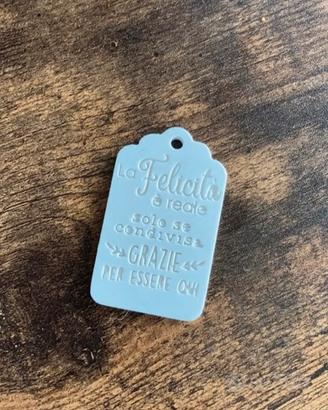 La Felicità
è reale
solo se
condivisa
GRAZIE
PER ESSERE QUI